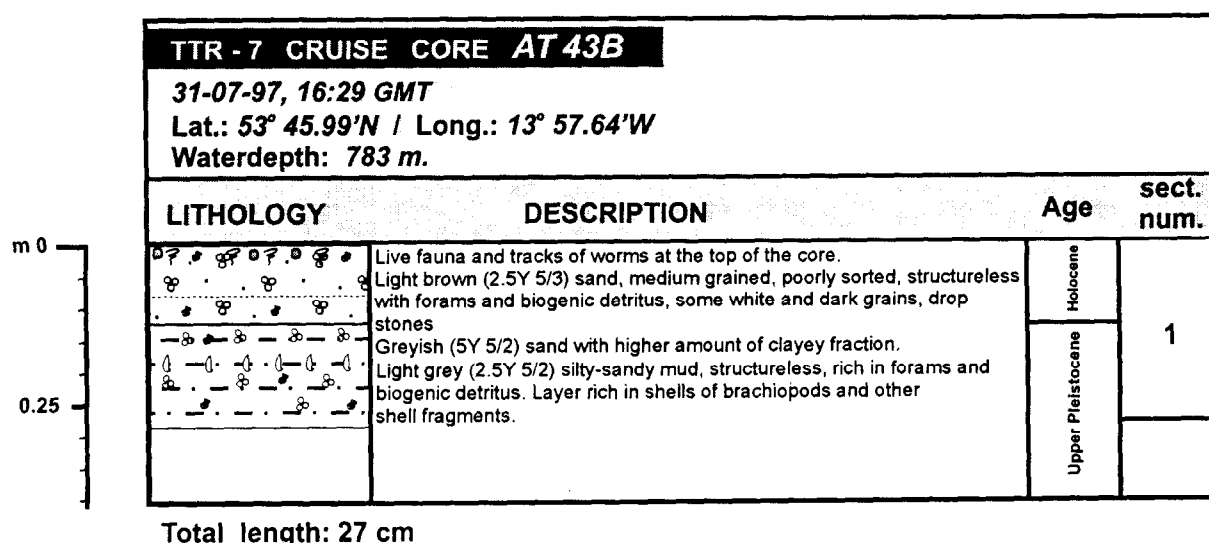 TTR - 7 CRUISE CORE AT 43B
31-07-97, 16:29 GMT
Lat.: 53° 45.99'N / Long.: 13° 57.64'W
Waterdepth: 783 m.
LITHOLOGY DESCRIPTION Age sect. num.
m 0
Live fauna and tracks of worms at the top of the core.
Light brown (2.5Y 5/3) sand, medium grained, poorly sorted, structureless
with forams and biogenic detritus, some white and dark grains, drop
stones
Greyish (5Y 5/2) sand with higher amount of clayey fraction.
Light grey (2.5Y 5/2) silty-sandy mud, structureless, rich in forams and
biogenic detritus. Layer rich in shells of brachiopods and other
shell fragments.
Holocene
Upper Pleistocene
1
0.25
Total length: 27 cm